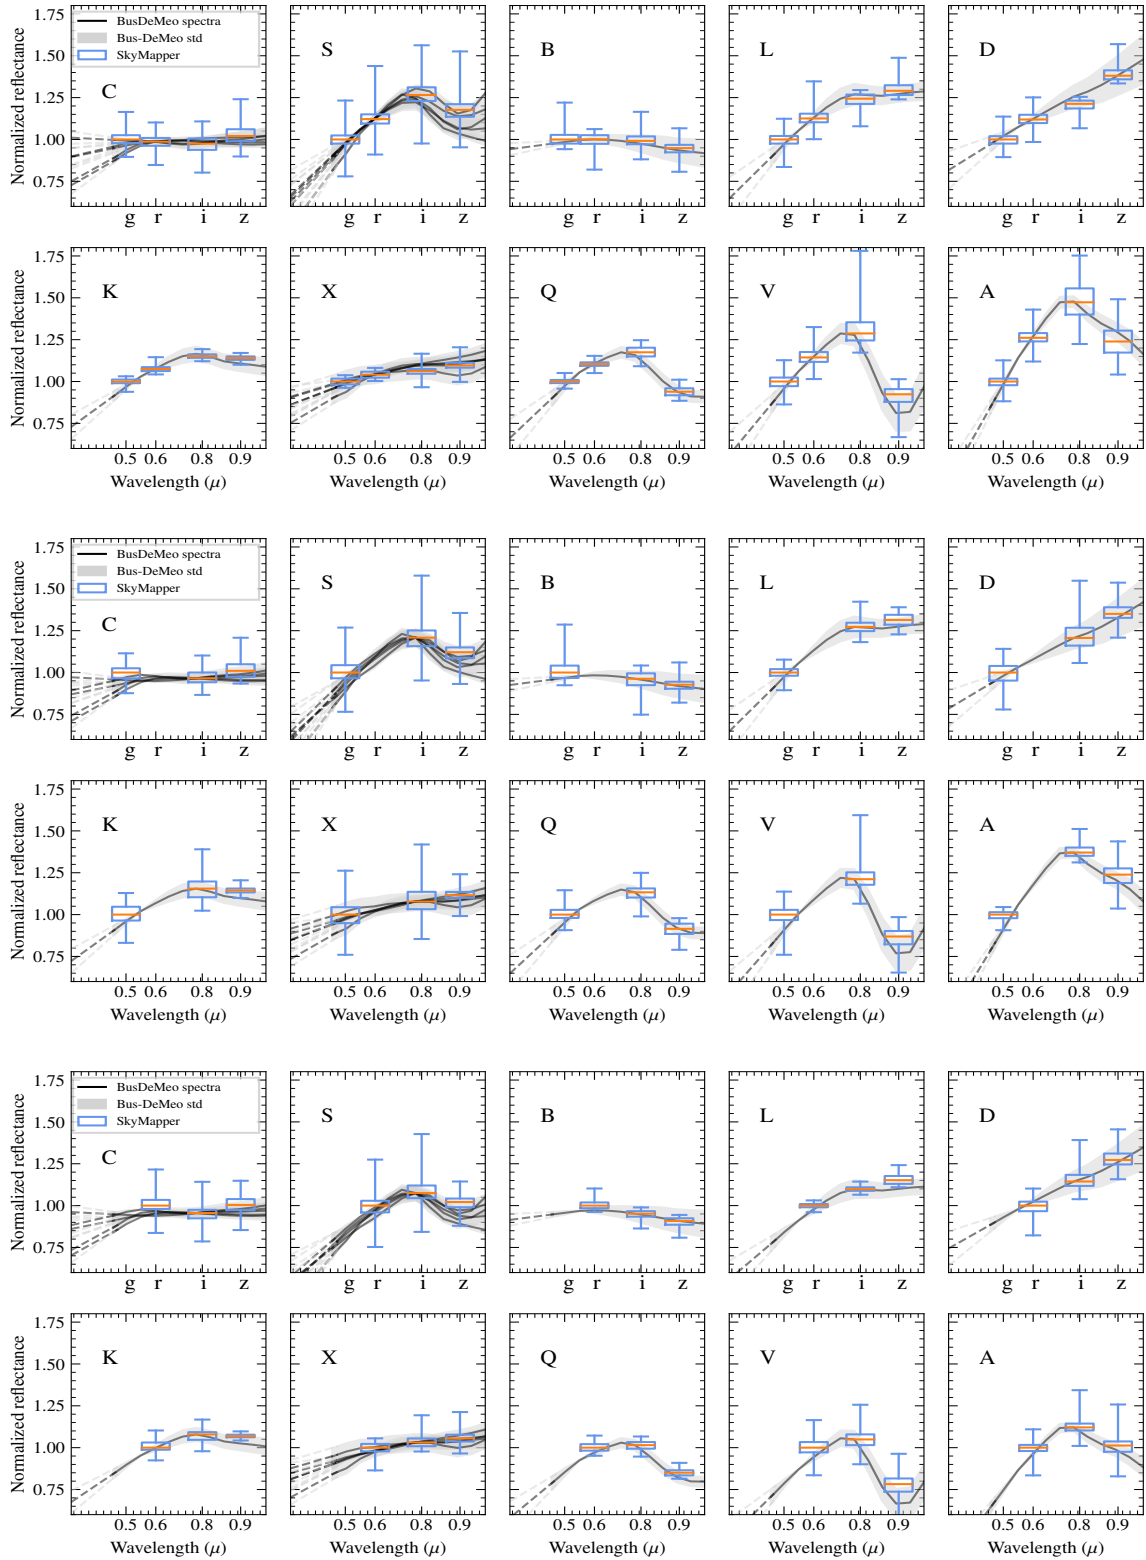 Normalized reflectance
1.75
1.50
1.25
1.00
0.75
BusDeMeo spectra
Bus-DeMeo std
SkyMapper
C
S
B
L
D
g r i z
g r i z
g r i z
g r i z
g r i z
Normalized reflectance
1.75
1.50
1.25
1.00
0.75
K
X
Q
V
A
0.5 0.6 0.8 0.9
0.5 0.6 0.8 0.9
0.5 0.6 0.8 0.9
0.5 0.6 0.8 0.9
0.5 0.6 0.8 0.9
Wavelength (μ)
Wavelength (μ)
Wavelength (μ)
Wavelength (μ)
Wavelength (μ)
Normalized reflectance
1.75
1.50
1.25
1.00
0.75
BusDeMeo spectra
Bus-DeMeo std
SkyMapper
C
S
B
L
D
g r i z
g r i z
g r i z
g r i z
g r i z
Normalized reflectance
1.75
1.50
1.25
1.00
0.75
K
X
Q
V
A
0.5 0.6 0.8 0.9
0.5 0.6 0.8 0.9
0.5 0.6 0.8 0.9
0.5 0.6 0.8 0.9
0.5 0.6 0.8 0.9
Wavelength (μ)
Wavelength (μ)
Wavelength (μ)
Wavelength (μ)
Wavelength (μ)
Normalized reflectance
1.75
1.50
1.25
1.00
0.75
BusDeMeo spectra
Bus-DeMeo std
SkyMapper
C
S
B
L
D
g r i z
g r i z
g r i z
g r i z
g r i z
Normalized reflectance
1.75
1.50
1.25
1.00
0.75
K
X
Q
V
A
0.5 0.6 0.8 0.9
0.5 0.6 0.8 0.9
0.5 0.6 0.8 0.9
0.5 0.6 0.8 0.9
0.5 0.6 0.8 0.9
Wavelength (μ)
Wavelength (μ)
Wavelength (μ)
Wavelength (μ)
Wavelength (μ)